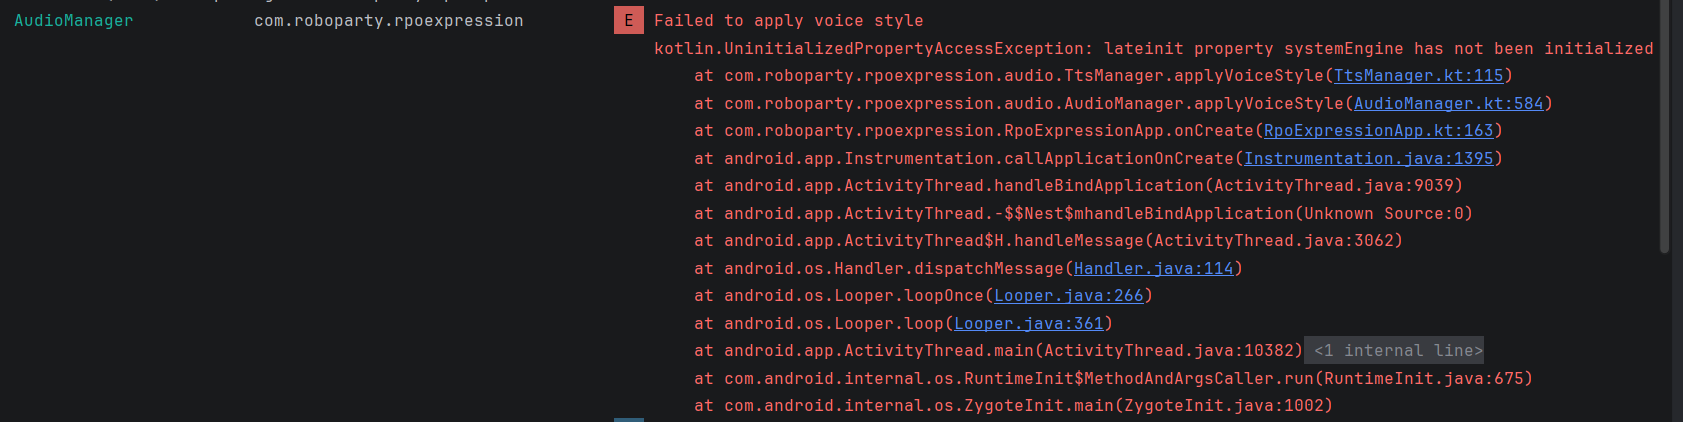 AudioManager com.roboparty.rpoexpression E Failed to apply voice style
kotlin.UninitializedPropertyAccessException: lateinit property systemEngine has not been initialized
at com.roboparty.rpoexpression.audio.TtsManager.applyVoiceStyle(TtsManager.kt:115)
at com.roboparty.rpoexpression.audio.AudioManager.applyVoiceStyle(AudioManager.kt:584)
at com.roboparty.rpoexpression.RpoExpressionApp.onCreate(RpoExpressionApp.kt:163)
at android.app.Instrumentation.callApplicationOnCreate(Instrumentation.java:1395)
at android.app.ActivityThread.handleBindApplication(ActivityThread.java:9039)
at android.app.ActivityThread.-$$Nest$mhandleBindApplication(Unknown Source:0)
at android.app.ActivityThread$H.handleMessage(ActivityThread.java:3062)
at android.os.Handler.dispatchMessage(Handler.java:114)
at android.os.Looper.loopOnce(Looper.java:266)
at android.os.Looper.loop(Looper.java:361)
at android.app.ActivityThread.main(ActivityThread.java:10382) <1 internal line>
at com.android.internal.os.RuntimeInit$MethodAndArgsCaller.run(RuntimeInit.java:675)
at com.android.internal.os.ZygoteInit.main(ZygoteInit.java:1002)